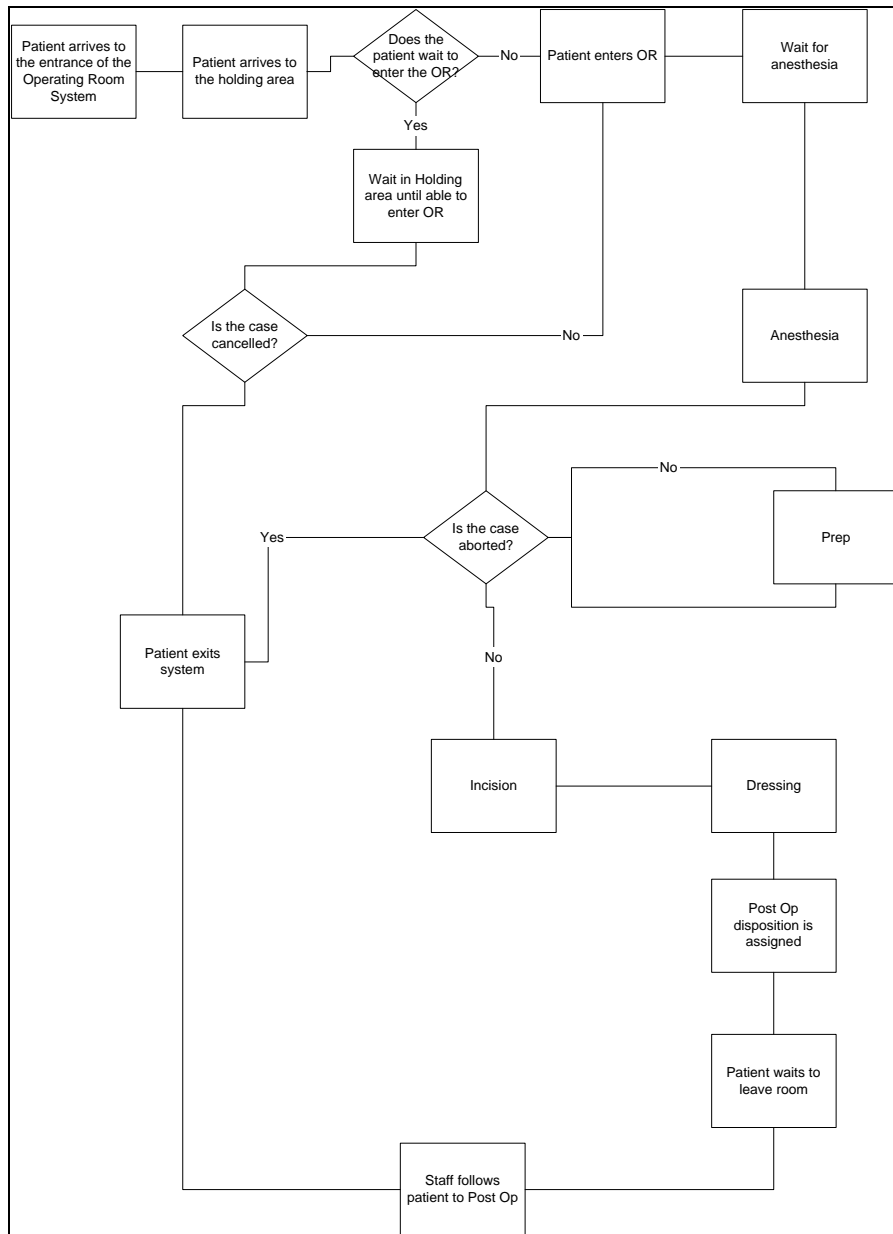 Patient arrives to
the entrance of the
Operating Room
System
Patient arrives to
the holding area
Does the
patient wait to
enter the OR?
No
Patient enters OR
Wait for
anesthesia
Yes
Wait in Holding
area until able to
enter OR
Is the case
cancelled?
No
Anesthesia
No
Is the case
aborted?
Yes
Prep
Patient exits
system
No
Incision
Dressing
Post Op
disposition is
assigned
Patient waits to
leave room
Staff follows
patient to Post Op